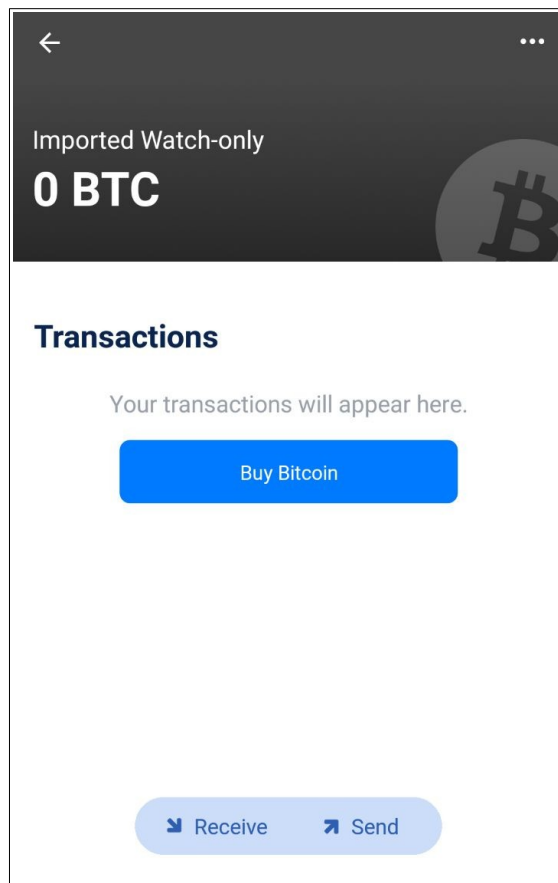 Imported Watch-only
0 BTC
Transactions
Your transactions will appear here.
Buy Bitcoin
Receive Send